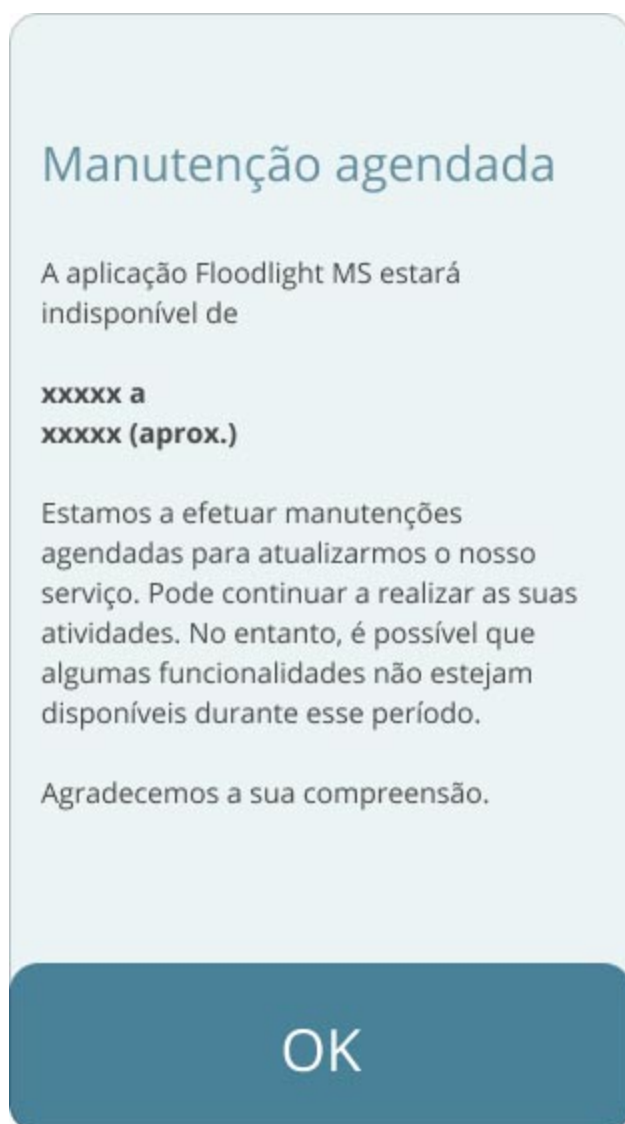 Manutenção agendada
A aplicação Floodlight MS estará
indisponível de
xxxxx a
xxxxx (aprox.)
Estamos a efetuar manutenções
agendadas para atualizarmos o nosso
serviço. Pode continuar a realizar as suas
atividades. No entanto, é possível que
algumas funcionalidades não estejam
disponíveis durante esse período.
Agradecemos a sua compreensão.
OK